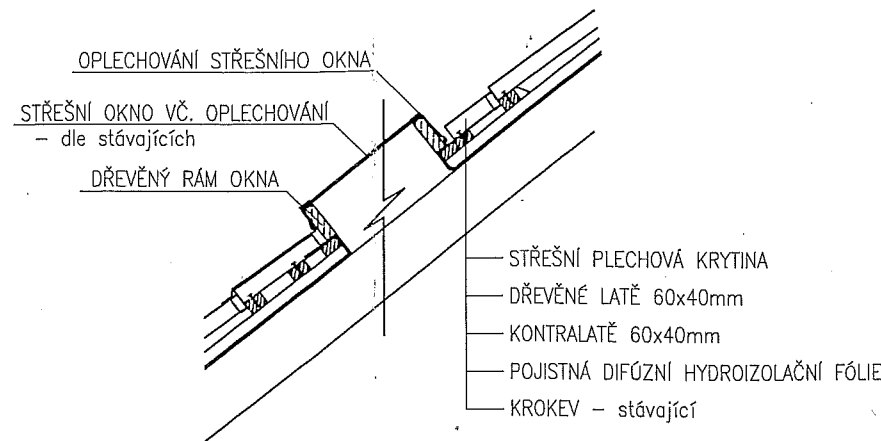 OPLECHOVÁNÍ STŘEŠNÍHO OKNA
STŘEŠNÍ OKNO VČ. OPLECHOVÁNÍ
– dle stávajících
DŘEVĚNÝ RÁM OKNA
STŘEŠNÍ PLECHOVÁ KRYTINA
DŘEVĚNÉ LATĚ 60x40mm
KONTRALATĚ 60x40mm
POJISTNÁ DIFÚZNÍ HYDROIZOLAČNÍ FÓLIE
KROKEV – stávající